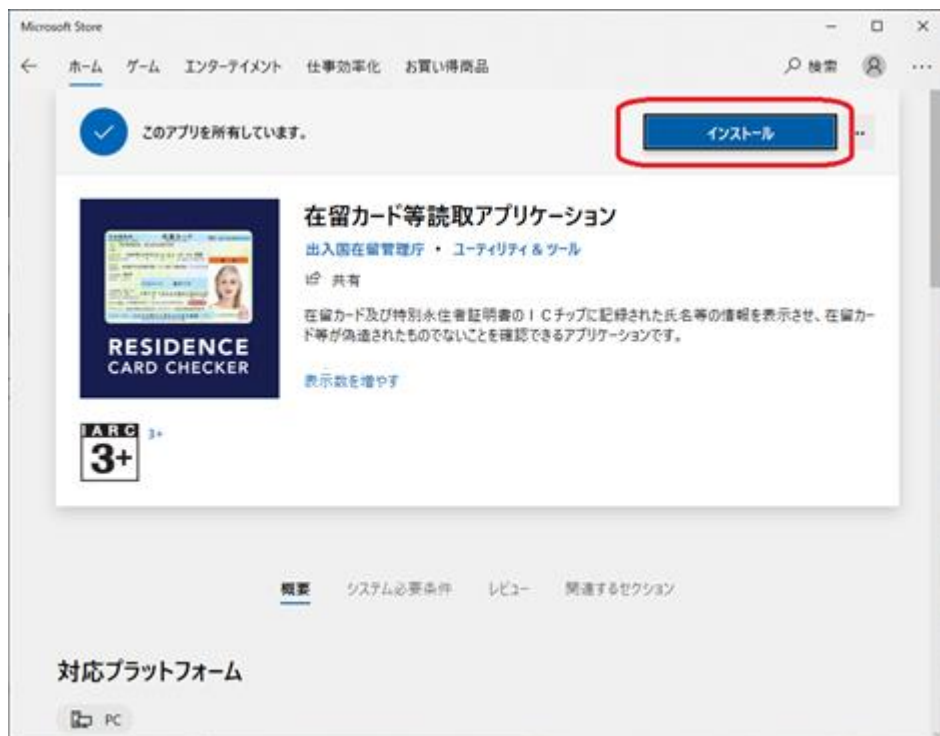 Microsoft Store
ホーム ゲーム エンターテイメント 仕事効率化 お買い得商品 検索
このアプリを所有しています。
インストール
在留カード等読取アプリケーション
出入国在留管理庁 • ユーティリティ & ツール
共有
在留カード及び特別永住者証明書のＩＣチップに記録された氏名等の情報を表示させ、在留カー
ド等が偽造されたものでないことを確認できるアプリケーションです。
表示数を増やす
RESIDENCE
CARD CHECKER
IARC
3+
3+
概要 システム必要条件 レビュー 関連するセクション
対応プラットフォーム
PC